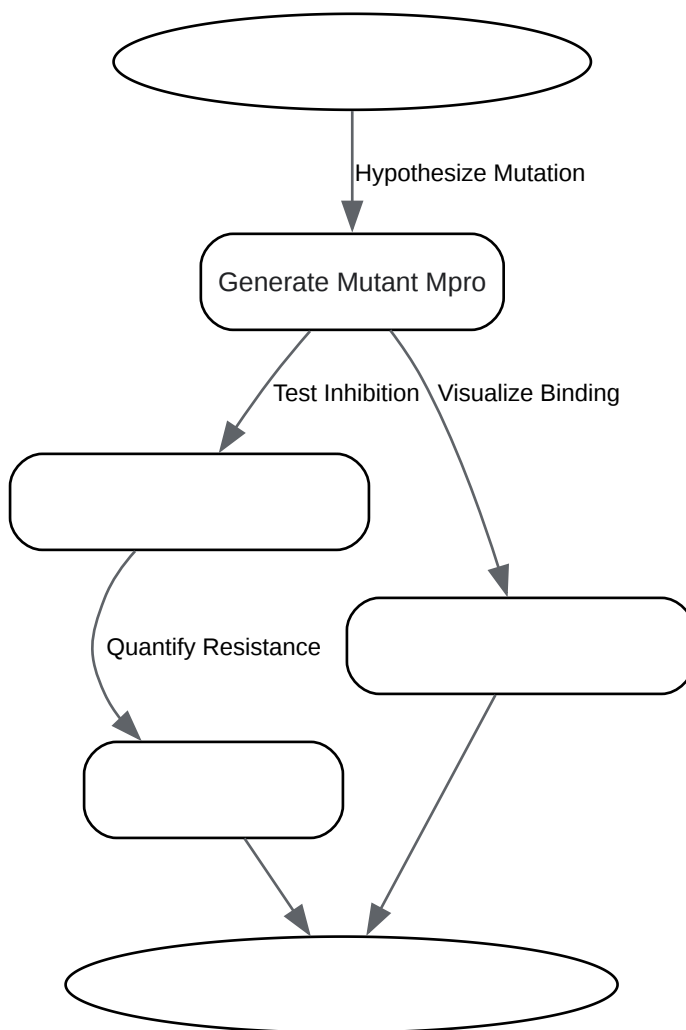 Hypothesize Mutation
Generate Mutant Mpro
Test Inhibition
Visualize Binding
Quantify Resistance